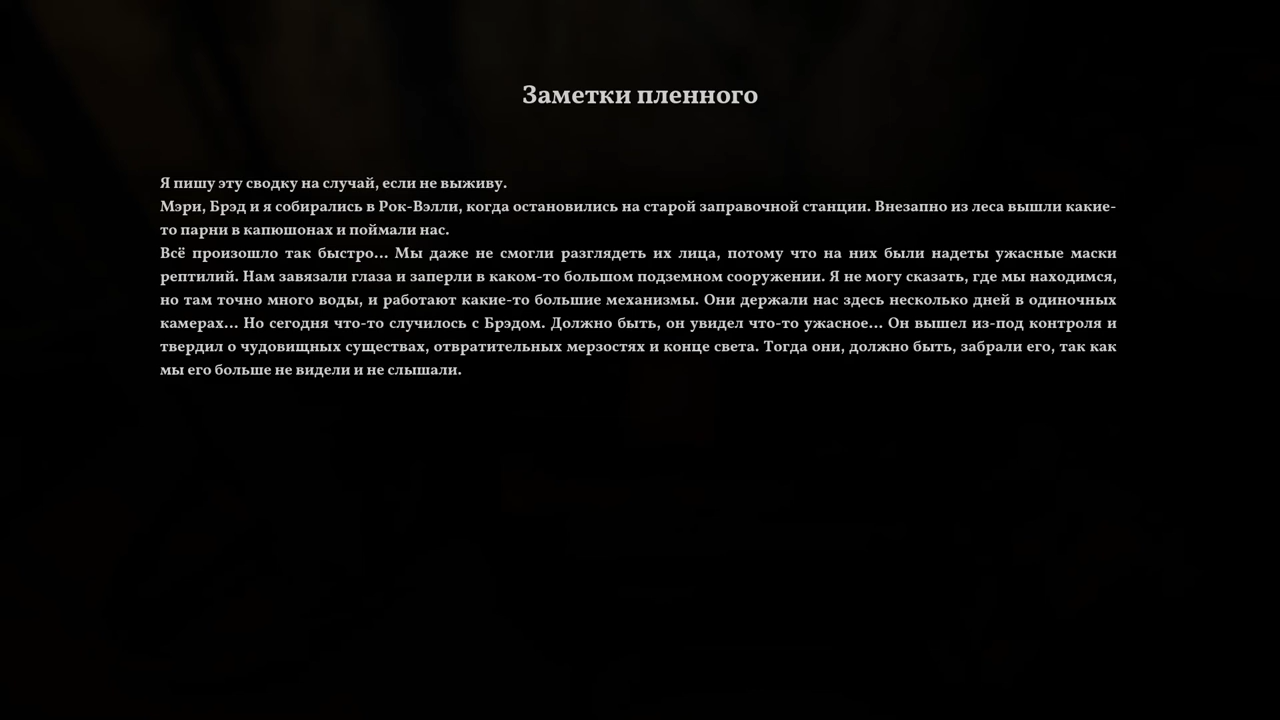 Заметки пленного
Я пишу эту сводку на случай, если не выживу.
Мэри, Брэд и я собирались в Рок-Вэлли, когда остановились на старой заправочной станции. Внезапно из леса вышли какие-
то парни в капюшонах и поймали нас.
Всё произошло так быстро... Мы даже не смогли разглядеть их лица, потому что на них были надеты ужасные маски
рептилий. Нам завязали глаза и заперли в каком-то большом подземном сооружении. Я не могу сказать, где мы находимся,
но там точно много воды, и работают какие-то большие механизмы. Они держали нас здесь несколько дней в одиночных
камерах... Но сегодня что-то случилось с Брэдом. Должно быть, он увидел что-то ужасное... Он вышел из-под контроля и
твердил о чудовищных существах, отвратительных мерзостях и конце света. Тогда они, должно быть, забрали его, так как
мы его больше не видели и не слышали.